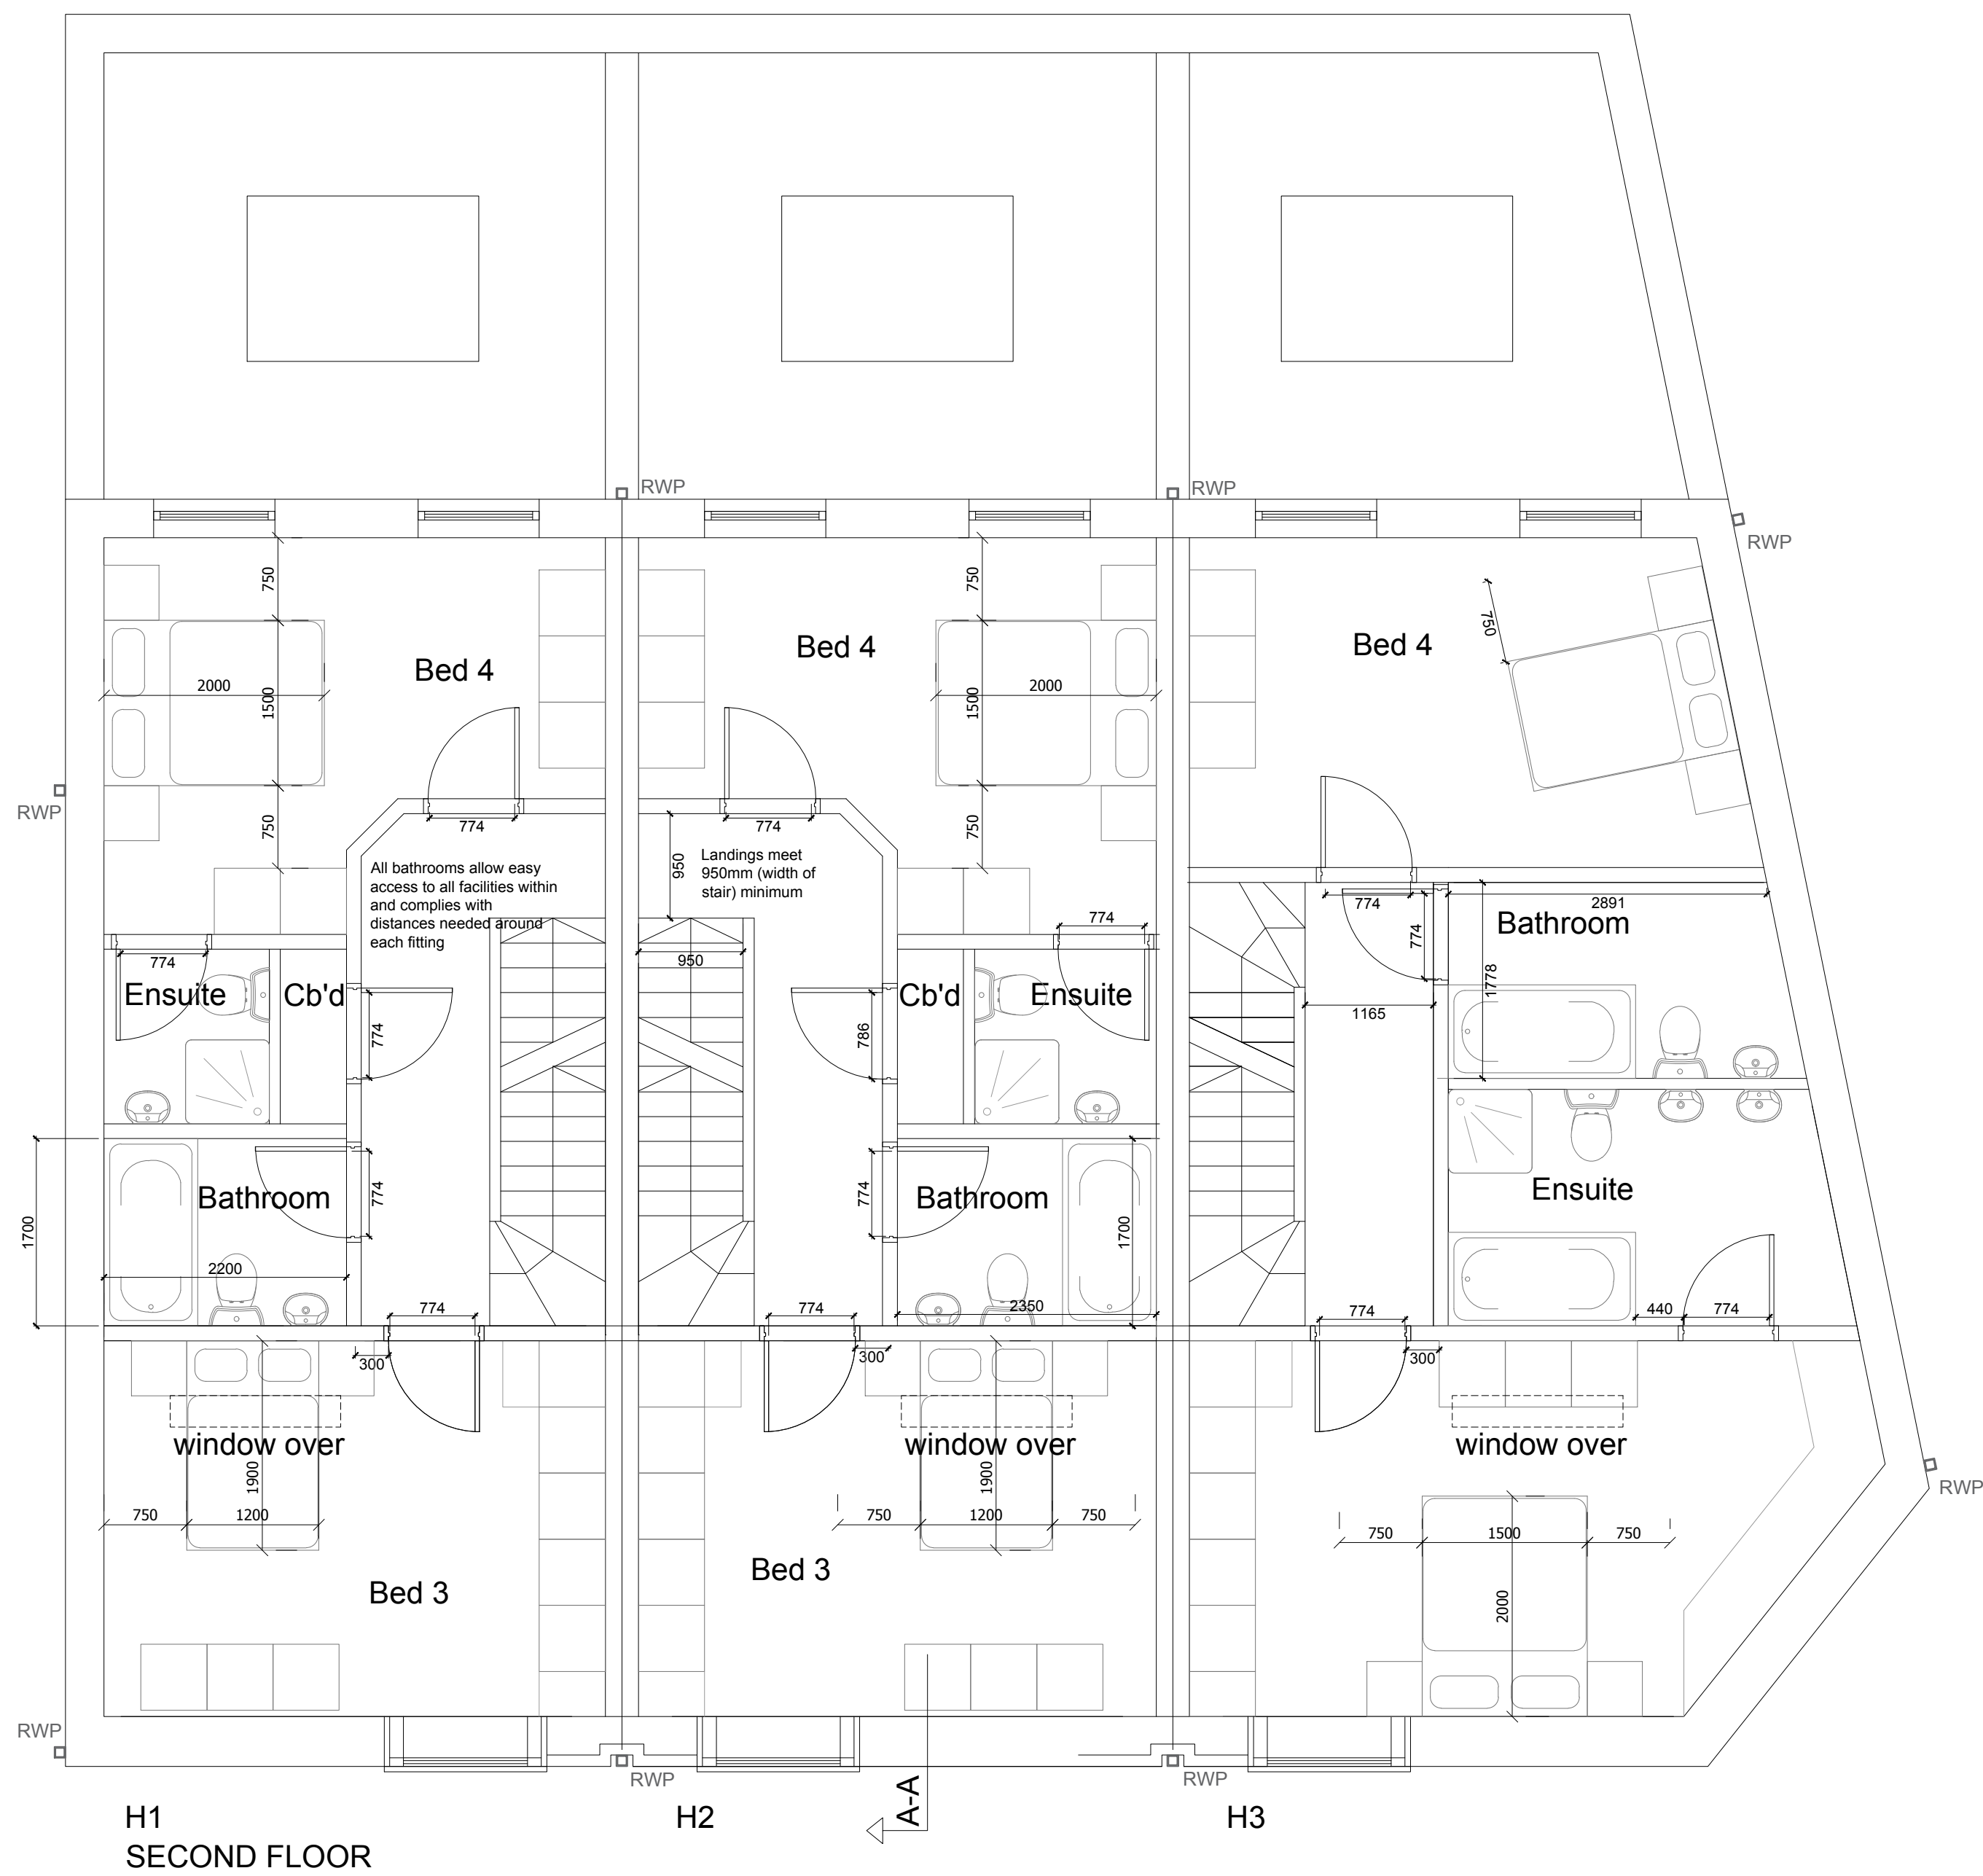 RWP
RWP
RWP
750
750
750
Bed 4
Bed 4
Bed 4
750
2000
1500
2000
1500
RWP
774
774
750
750
All bathrooms allow easy
access to all facilities within
and complies with
distances needed around
each fitting
950
Landings meet
950mm (width of
stair) minimum
774
2891
Bathroom
774
774
774
950
Ensuite
Cb'd
Cb'd
Ensuite
1778
1165
774
786
Bathroom
774
774
Bathroom
1700
1700
Ensuite
2200
2350
774
774
774
440
774
300
300
300
window over
window over
window over
1900
1900
RWP
750
1200
750
1200
750
750
1500
750
Bed 3
Bed 3
2000
RWP
RWP
RWP
H1
H2
A-A
H3
SECOND FLOOR